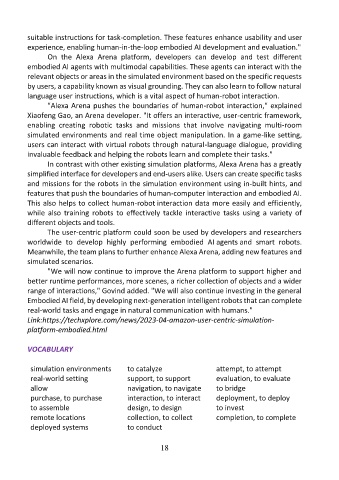 suitable instructions for task-completion. These features enhance usability and user
experience, enabling human-in-the-loop embodied AI development and evaluation."
On the Alexa Arena platform, developers can develop and test different
embodied AI agents with multimodal capabilities. These agents can interact with the
relevant objects or areas in the simulated environment based on the specific requests
by users, a capability known as visual grounding. They can also learn to follow natural
language user instructions, which is a vital aspect of human-robot interaction.
"Alexa Arena pushes the boundaries of human-robot interaction," explained
Xiaofeng Gao, an Arena developer. "It offers an interactive, user-centric framework,
enabling creating robotic tasks and missions that involve navigating multi-room
simulated environments and real time object manipulation. In a game-like setting,
users can interact with virtual robots through natural-language dialogue, providing
invaluable feedback and helping the robots learn and complete their tasks."
In contrast with other existing simulation platforms, Alexa Arena has a greatly
simplified interface for developers and end-users alike. Users can create specific tasks
and missions for the robots in the simulation environment using in-built hints, and
features that push the boundaries of human-computer interaction and embodied AI.
This also helps to collect human-robot interaction data more easily and efficiently,
while also training robots to effectively tackle interactive tasks using a variety of
different objects and tools.
The user-centric platform could soon be used by developers and researchers
worldwide to develop highly performing embodied AI agents and smart robots.
Meanwhile, the team plans to further enhance Alexa Arena, adding new features and
simulated scenarios.
"We will now continue to improve the Arena platform to support higher and
better runtime performances, more scenes, a richer collection of objects and a wider
range of interactions," Govind added. "We will also continue investing in the general
Embodied AI field, by developing next-generation intelligent robots that can complete
real-world tasks and engage in natural communication with humans."
Link:https://techxplore.com/news/2023-04-amazon-user-centric-simulation-
platform-embodied.html
VOCABULARY
simulation environments to catalyze attempt, to attempt
real-world setting support, to support evaluation, to evaluate
allow navigation, to navigate to bridge
purchase, to purchase interaction, to interact deployment, to deploy
to assemble design, to design to invest
remote locations collection, to collect completion, to complete
deployed systems to conduct
18